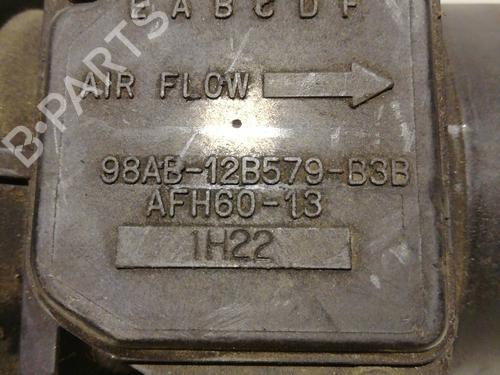 E A B C D F
AIR FLOW
98AB-12B579-B3B
AFH60-13
1H22
B-PARTS